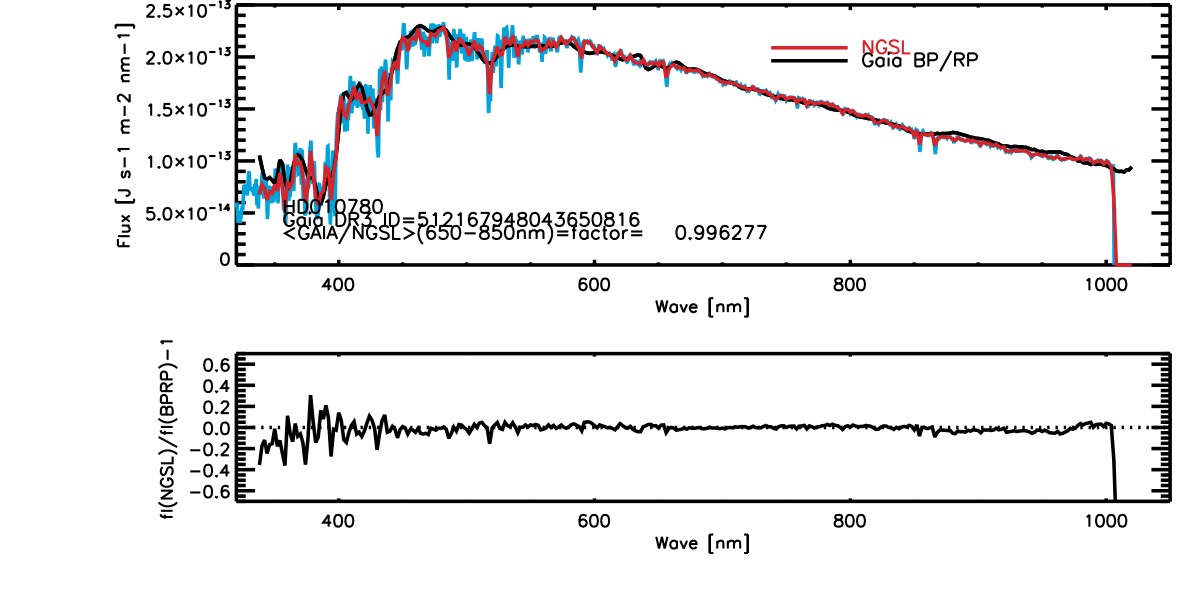 2.5×10⁻¹³
2.0×10⁻¹³
1.5×10⁻¹³
1.0×10⁻¹³
5.0×10⁻¹⁴
0
Flux [J s−1 m−2 nm−1]
NGSL
Gaia BP/RP
HD010780
Gaia DR3 ID=512167948043650816
<GAIA/NGSL>(650−850nm)=factor= 0.996277
400 600 800 1000
Wave [nm]
0.6
0.4
0.2
0.0
−0.2
−0.4
−0.6
fl(NGSL)/fl(BPRP)−1
400 600 800 1000
Wave [nm]